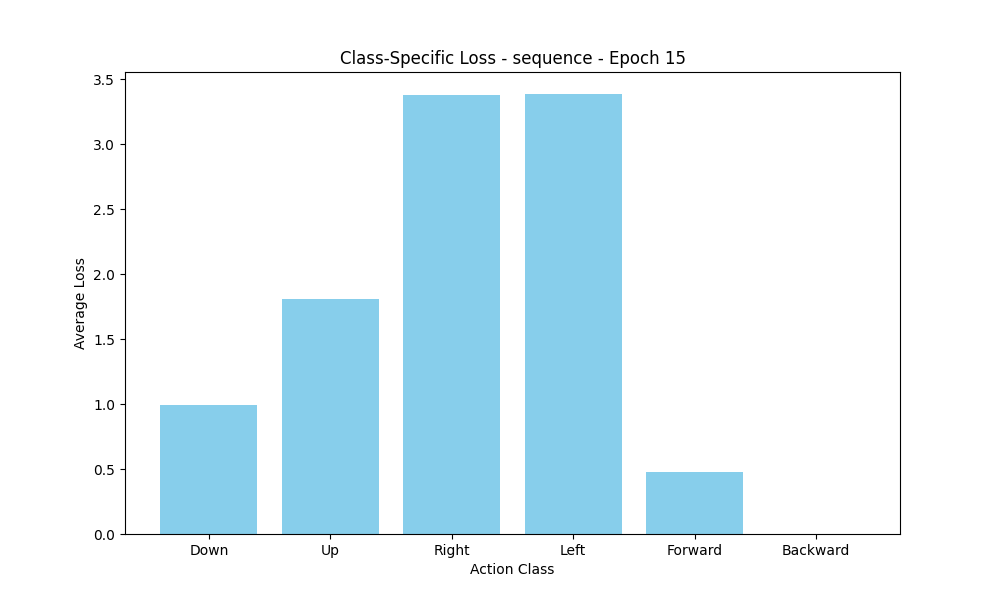 Class-Specific Loss - sequence - Epoch 15
3.5
3.0
2.5
2.0
1.5
1.0
0.5
0.0
Average Loss
Down Up Right Left Forward Backward
Action Class